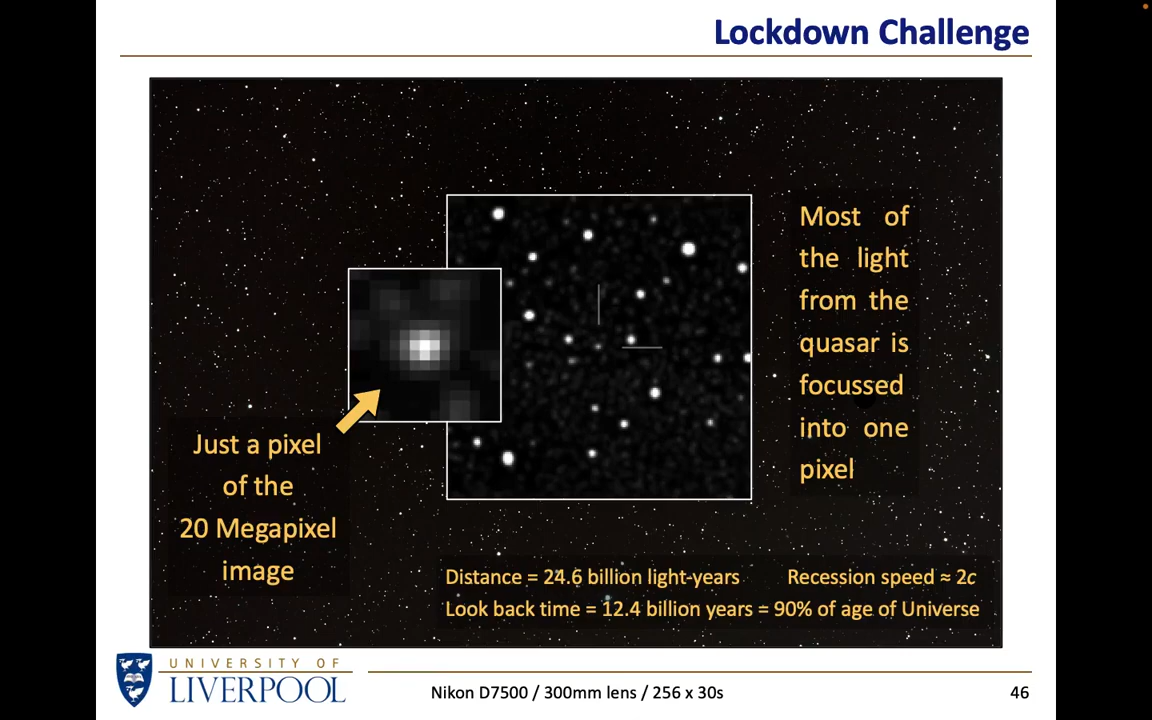 Lockdown Challenge
Most of
the light
from the
quasar is
focussed
into one
pixel
Just a pixel
of the
20 Megapixel
image
Distance = 24.6 billion light-years Recession speed ≈ 2c
Look back time = 12.4 billion years = 90% of age of Universe
UNIVERSITY OF
LIVERPOOL
Nikon D7500 / 300mm lens / 256 x 30s
46